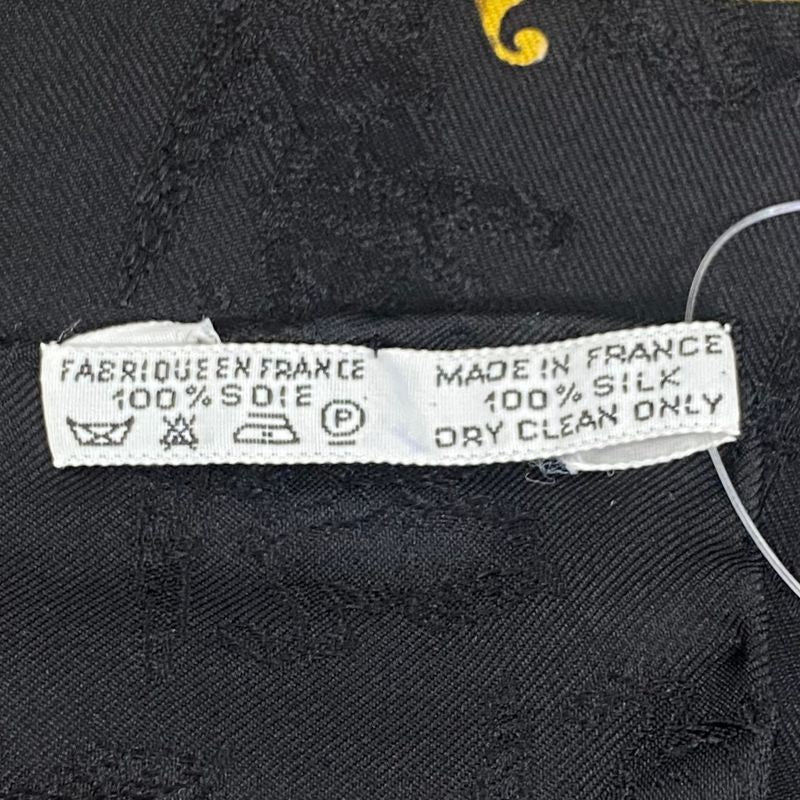 FABRIQUE EN FRANCE
100% SOIE
P
MADE IN FRANCE
100% SILK
DRY CLEAN ONLY